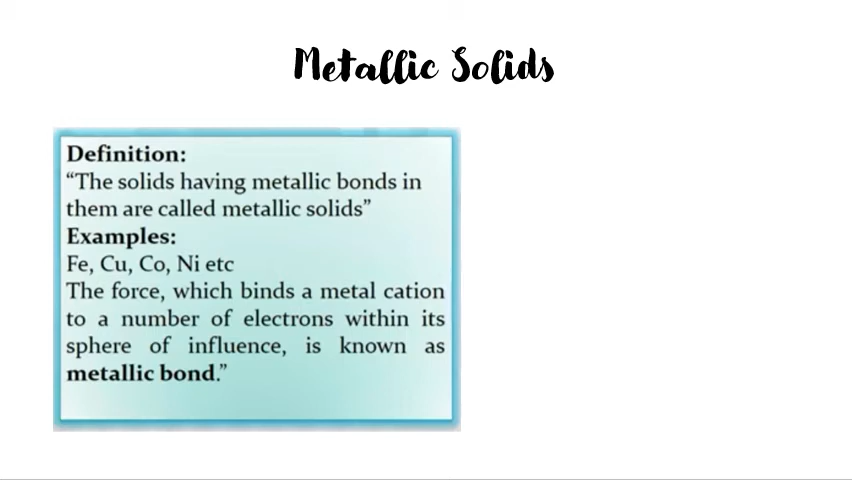 Metallic Solids
Definition:
“The solids having metallic bonds in
them are called metallic solids”
Examples:
Fe, Cu, Co, Ni etc
The force, which binds a metal cation
to a number of electrons within its
sphere of influence, is known as
metallic bond.”